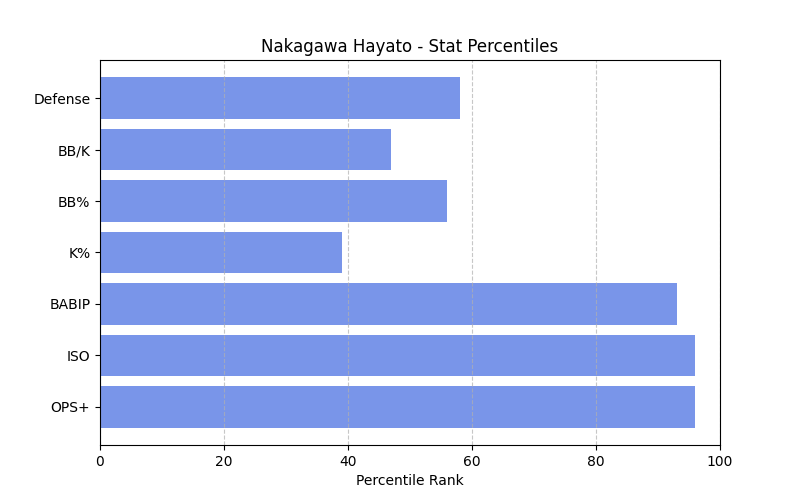 Nakagawa Hayato - Stat Percentiles
Defense
BB/K
BB%
K%
BABIP
ISO
OPS+
0 20 40 60 80 100
Percentile Rank